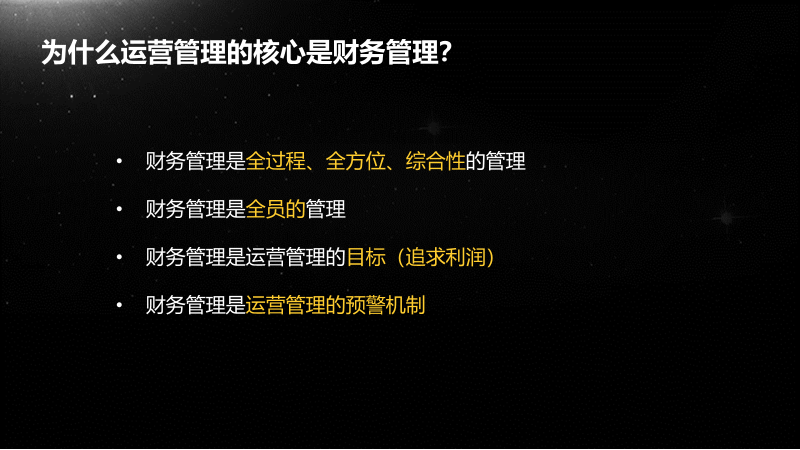 为什么运营管理的核心是财务管理?
• 财务管理是全过程、全方位、综合性的管理
• 财务管理是全员的管理
• 财务管理是运营管理的目标（追求利润）
• 财务管理是运营管理的预警机制